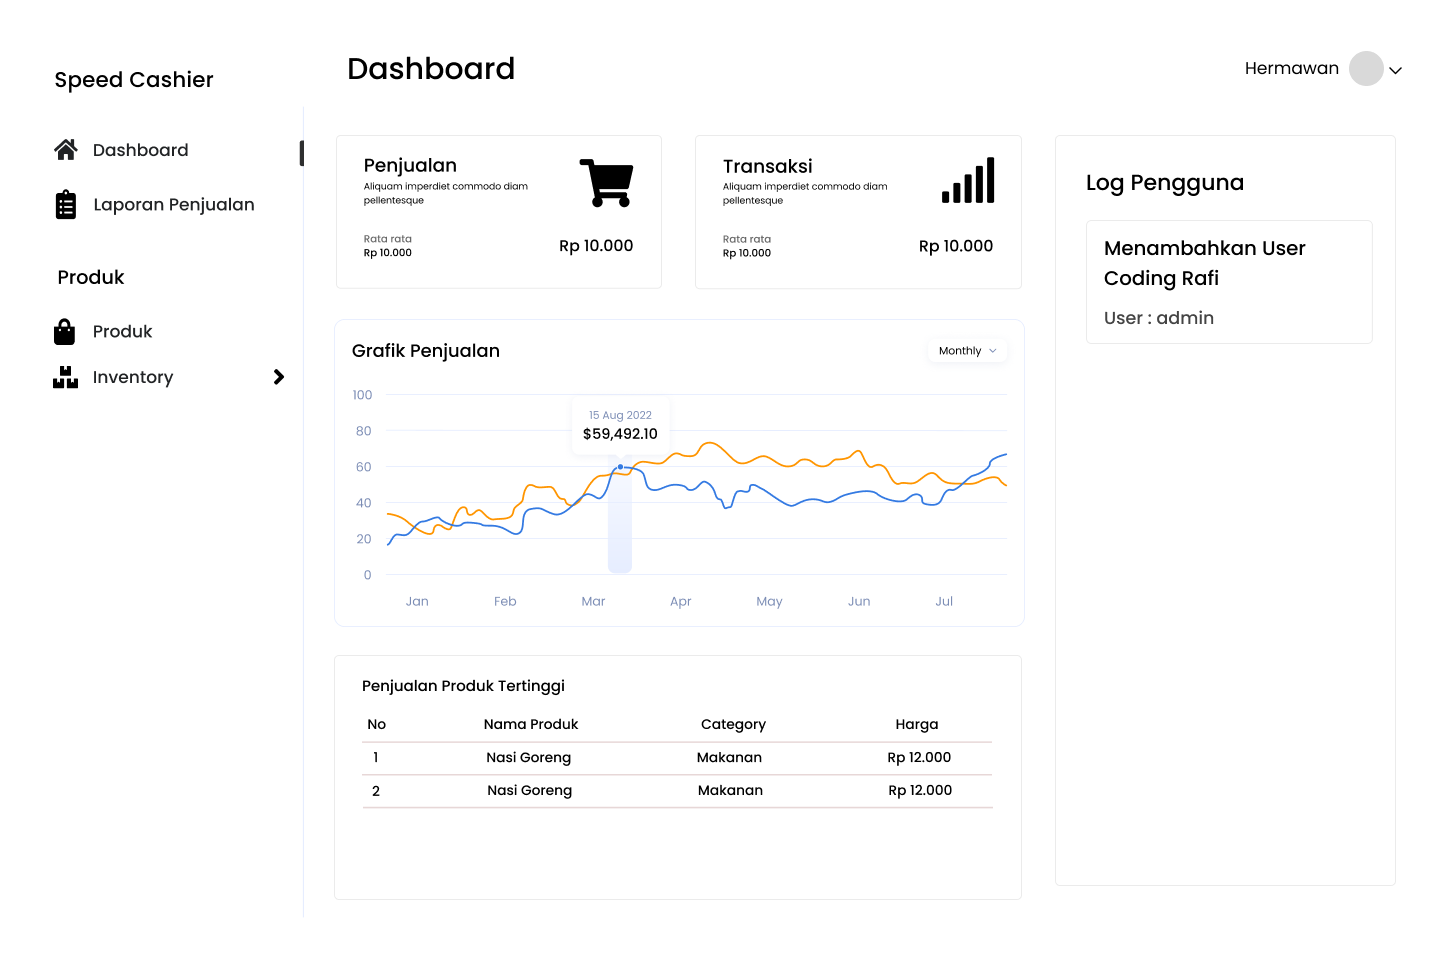 Speed Cashier
Dashboard
Laporan Penjualan
Produk
Produk
Inventory
Dashboard
Hermawan
Penjualan
Aliquam imperdiet commodo diam
pellentesque
Rata rata
Rp 10.000
Rp 10.000
Transaksi
Aliquam imperdiet commodo diam
pellentesque
Rata rata
Rp 10.000
Rp 10.000
Grafik Penjualan
Monthly
100
80
60
40
20
0
15 Aug 2022
$59,492.10
Jan Feb Mar Apr May Jun Jul
Penjualan Produk Tertinggi
No Nama Produk Category Harga
1 Nasi Goreng Makanan Rp 12.000
2 Nasi Goreng Makanan Rp 12.000
Log Pengguna
Menambahkan User
Coding Rafi
User : admin